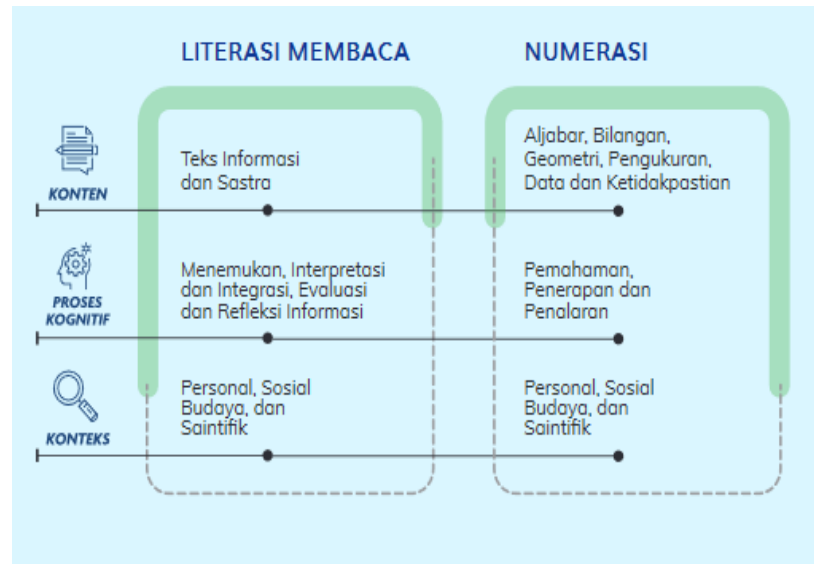 LITERASI MEMBACA
NUMERASI
KONTEN
Teks Informasi
dan Sastra
Aljabar, Bilangan,
Geometri, Pengukuran,
Data dan Ketidakpastian
PROSES
KOGNITIF
Menemukan, Interpretasi
dan Integrasi, Evaluasi
dan Refleksi Informasi
Pemahaman,
Penerapan dan
Penalaran
KONTEKS
Personal, Sosial
Budaya, dan
Saintifik
Personal, Sosial
Budaya, dan
Saintifik